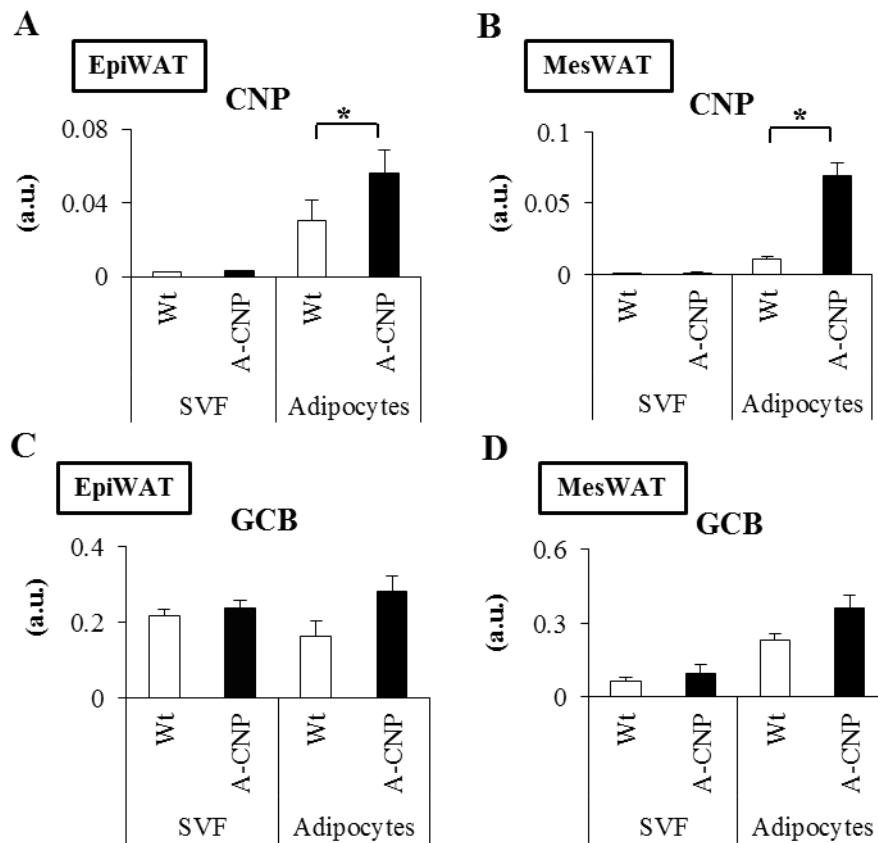 A
EpiWAT
CNP
*
0.08
0.04
0
(a.u.)
Wt
A-CNP
Wt
A-CNP
SVF
Adipocytes
B
MesWAT
CNP
*
0.1
0.05
0
(a.u.)
Wt
A-CNP
Wt
A-CNP
SVF
Adipocytes
C
EpiWAT
GCB
0.4
0.2
0
(a.u.)
Wt
A-CNP
Wt
A-CNP
SVF
Adipocytes
D
MesWAT
GCB
0.6
0.3
0
(a.u.)
Wt
A-CNP
Wt
A-CNP
SVF
Adipocytes